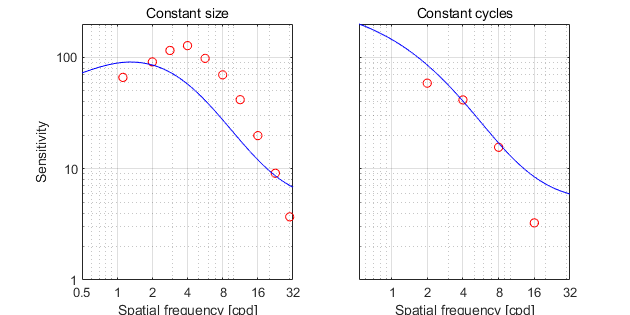 Constant size
Constant cycles
Sensitivity
100
10
1
0.5 1 2 4 8 16 32
1 2 4 8 16 32
Spatial frequency [cpd]
Spatial frequency [cpd]